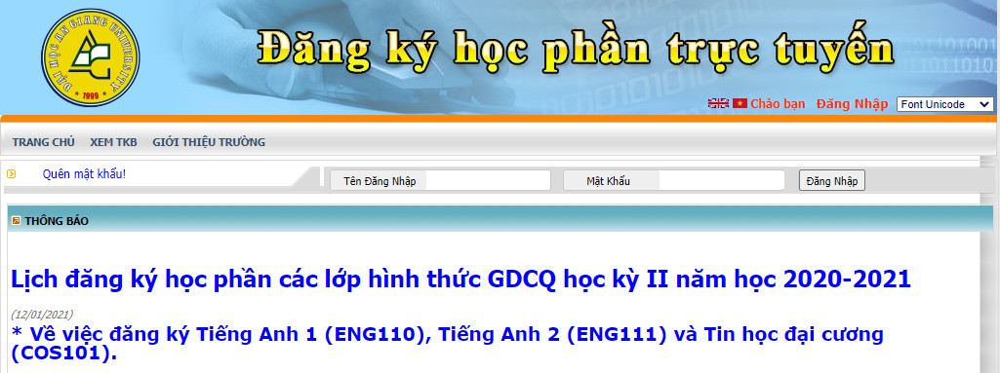 ĐẠI HỌC AN GIANG UNIVERSITY
1999
Đăng ký học phần trực tuyến
Chào bạn Đăng Nhập Font Unicode
TRANG CHỦ XEM TKB GIỚI THIỆU TRƯỜNG
Quên mật khẩu! Tên Đăng Nhập Mật Khẩu Đăng Nhập
THÔNG BÁO
Lịch đăng ký học phần các lớp hình thức GDCQ học kỳ II năm học 2020-2021
(12/01/2021)
* Về việc đăng ký Tiếng Anh 1 (ENG110), Tiếng Anh 2 (ENG111) và Tin học đại cương
(COS101).